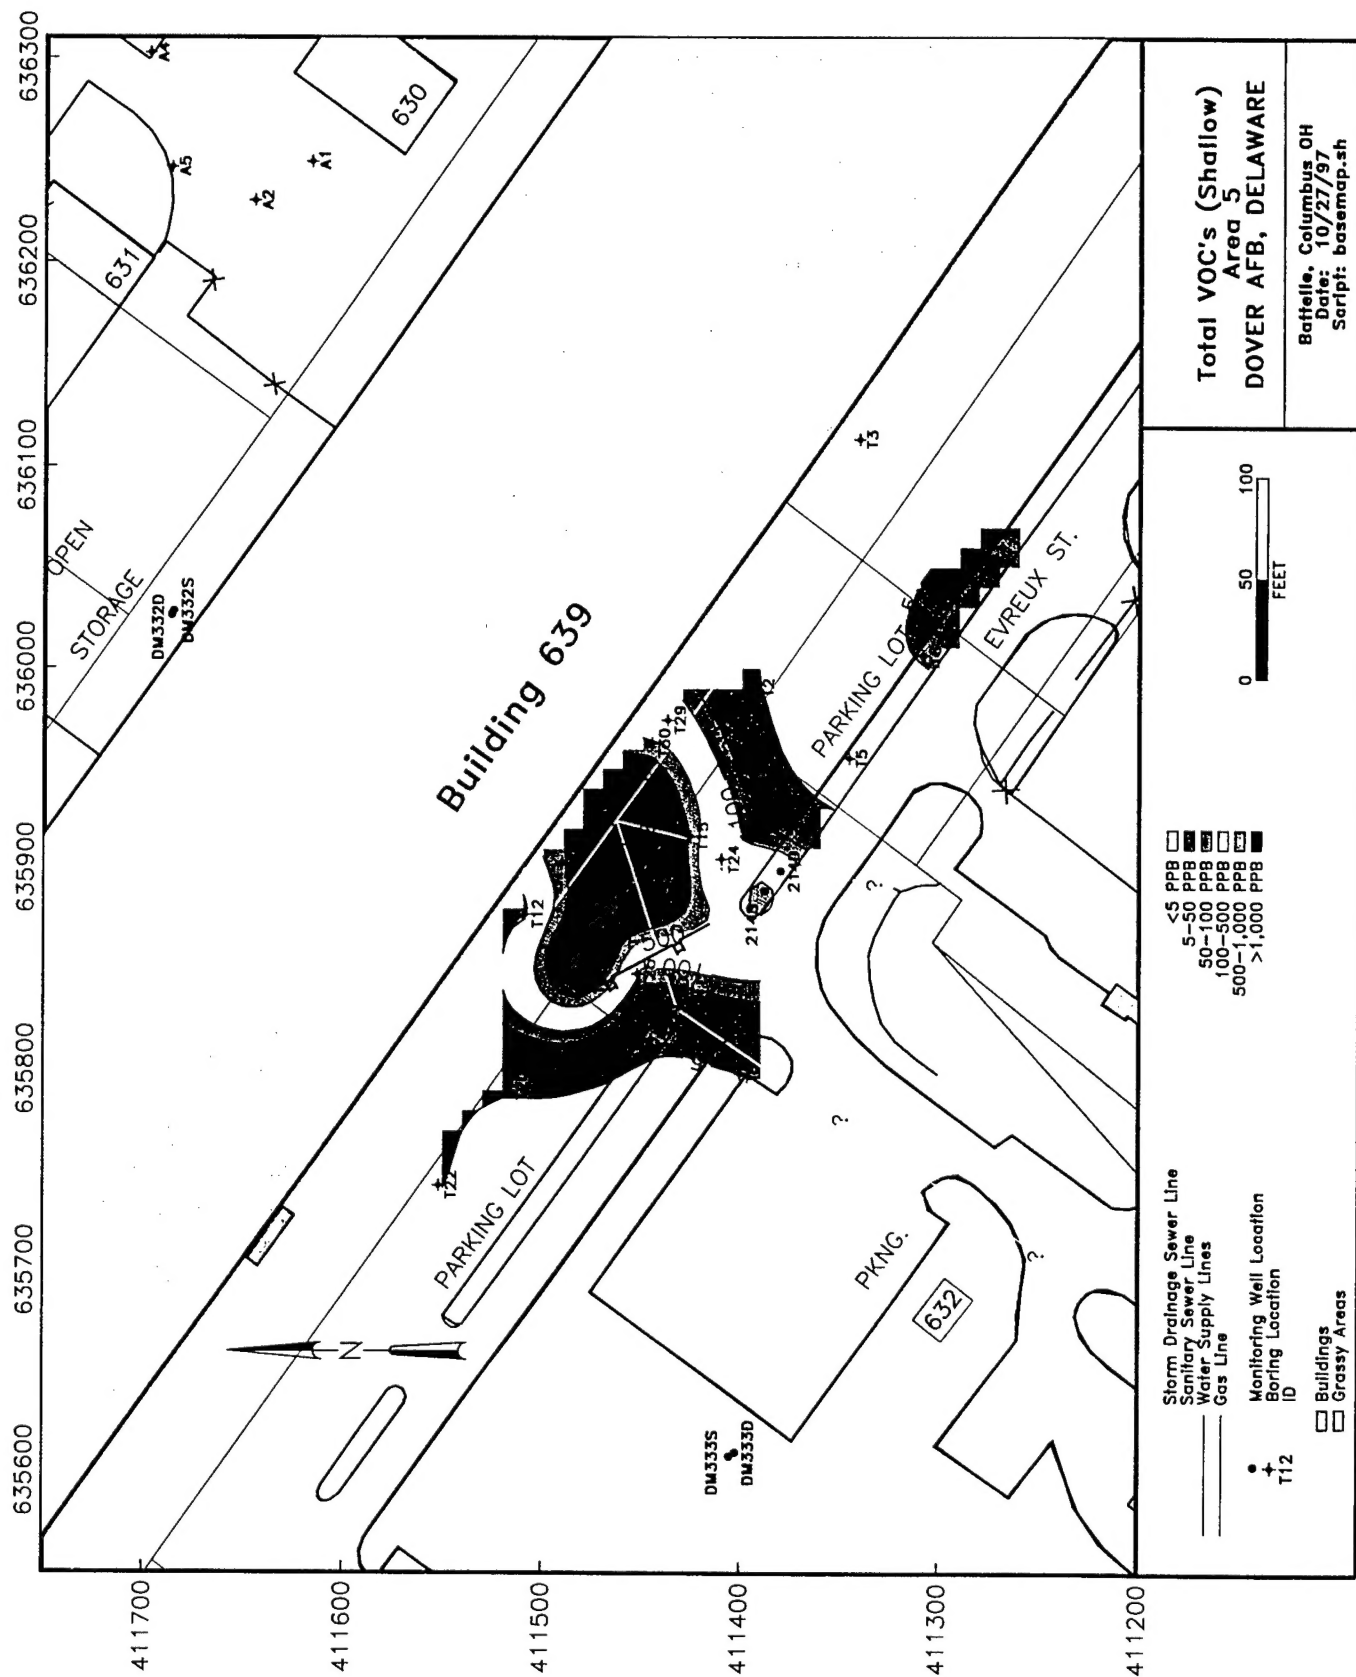 636300
636200
636100
636000
635900
635800
635700
635600
411700
411600
411500
411400
411300
411200
A4
A5
A2
A1
630
631
OPEN
STORAGE
DM332D
DM332S
Building 639
T3
PARKING LOT
EVREUX ST.
T29
T5
T24
T12
T22
?
?
?
PARKING LOT
PKNG.
632
N
DM333S
DM333D
Total VOC's (Shallow)
Area 5
DOVER AFB, DELAWARE
Battelle, Columbus OH
Date: 10/27/97
Script: basemap.sh
0 50 100
FEET
<5 PPB
5-50 PPB
50-100 PPB
100-500 PPB
500-1,000 PPB
>1,000 PPB
Storm Drainage Sewer Line
Sanitary Sewer Line
Water Supply Lines
Gas Line
Monitoring Well Location
Boring Location
T12 ID
Buildings
Grassy Areas